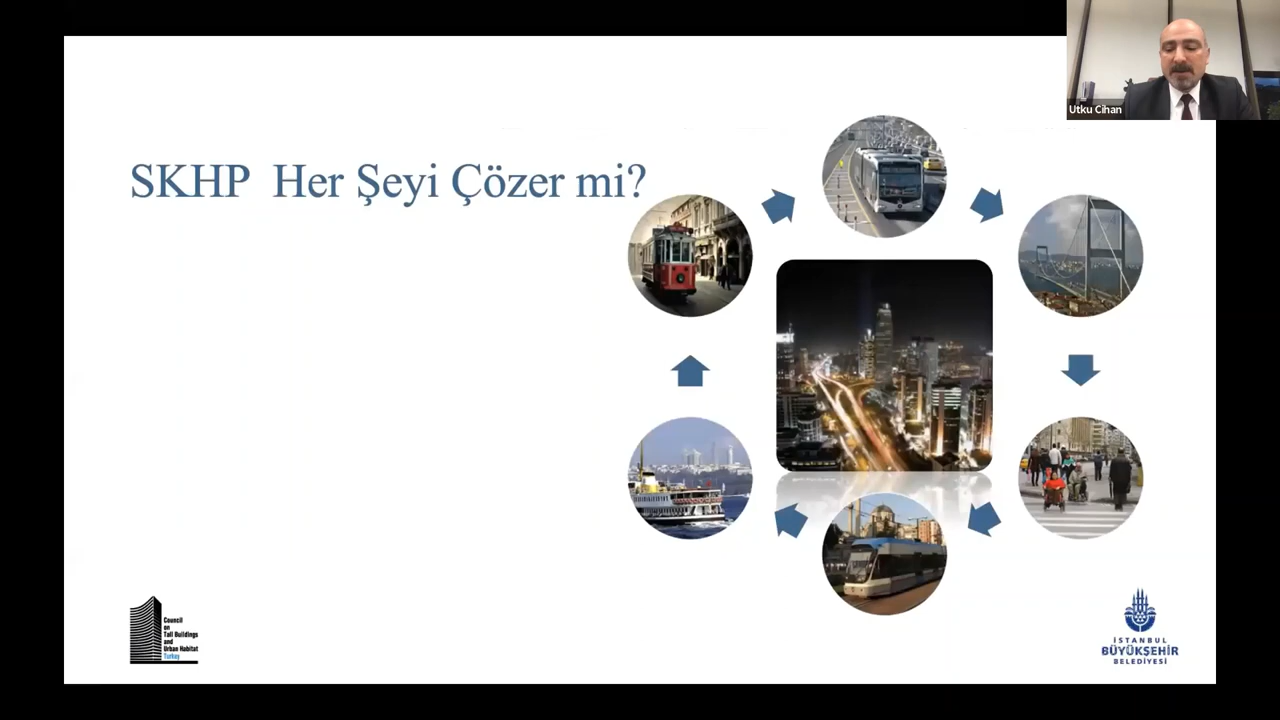 Utku Cihan
SKHP Her Şeyi Çözer mi?
Council
on
Tall Buildings
and
Urban Habitat
Turkey
İSTANBUL
BÜYÜKŞEHİR
BELEDİYESİ